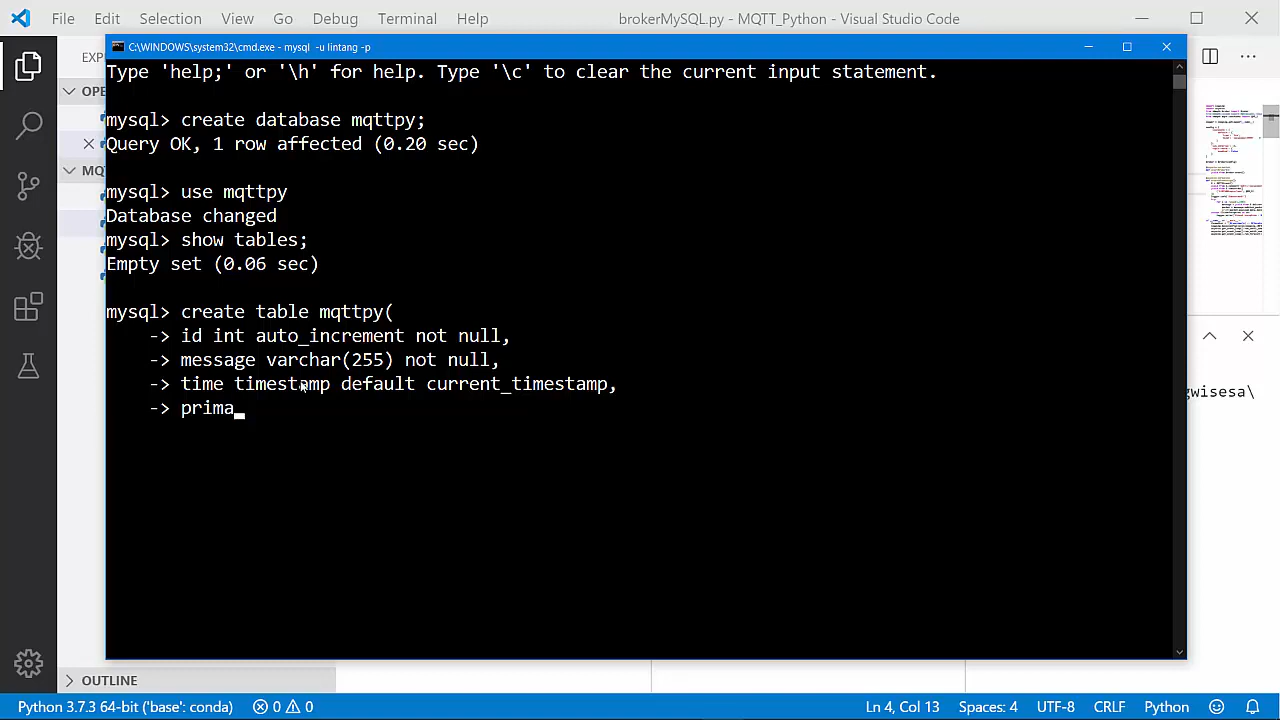 File Edit Selection View Go Debug Terminal Help brokerMySQL.py - MQTT_Python - Visual Studio Code
C:\WINDOWS\system32\cmd.exe - mysql -u lintang -p
Type 'help;' or '\h' for help. Type '\c' to clear the current input statement.
mysql> create database mqttpy;
Query OK, 1 row affected (0.20 sec)
mysql> use mqttpy
Database changed
mysql> show tables;
Empty set (0.06 sec)
mysql> create table mqttpy(
-> id int auto_increment not null,
-> message varchar(255) not null,
-> time timestamp default current_timestamp,
-> prima
EXP
OPE
MQ
gwisesa\
OUTLINE
Python 3.7.3 64-bit ('base': conda) 0 0 Ln 4, Col 13 Spaces: 4 UTF-8 CRLF Python